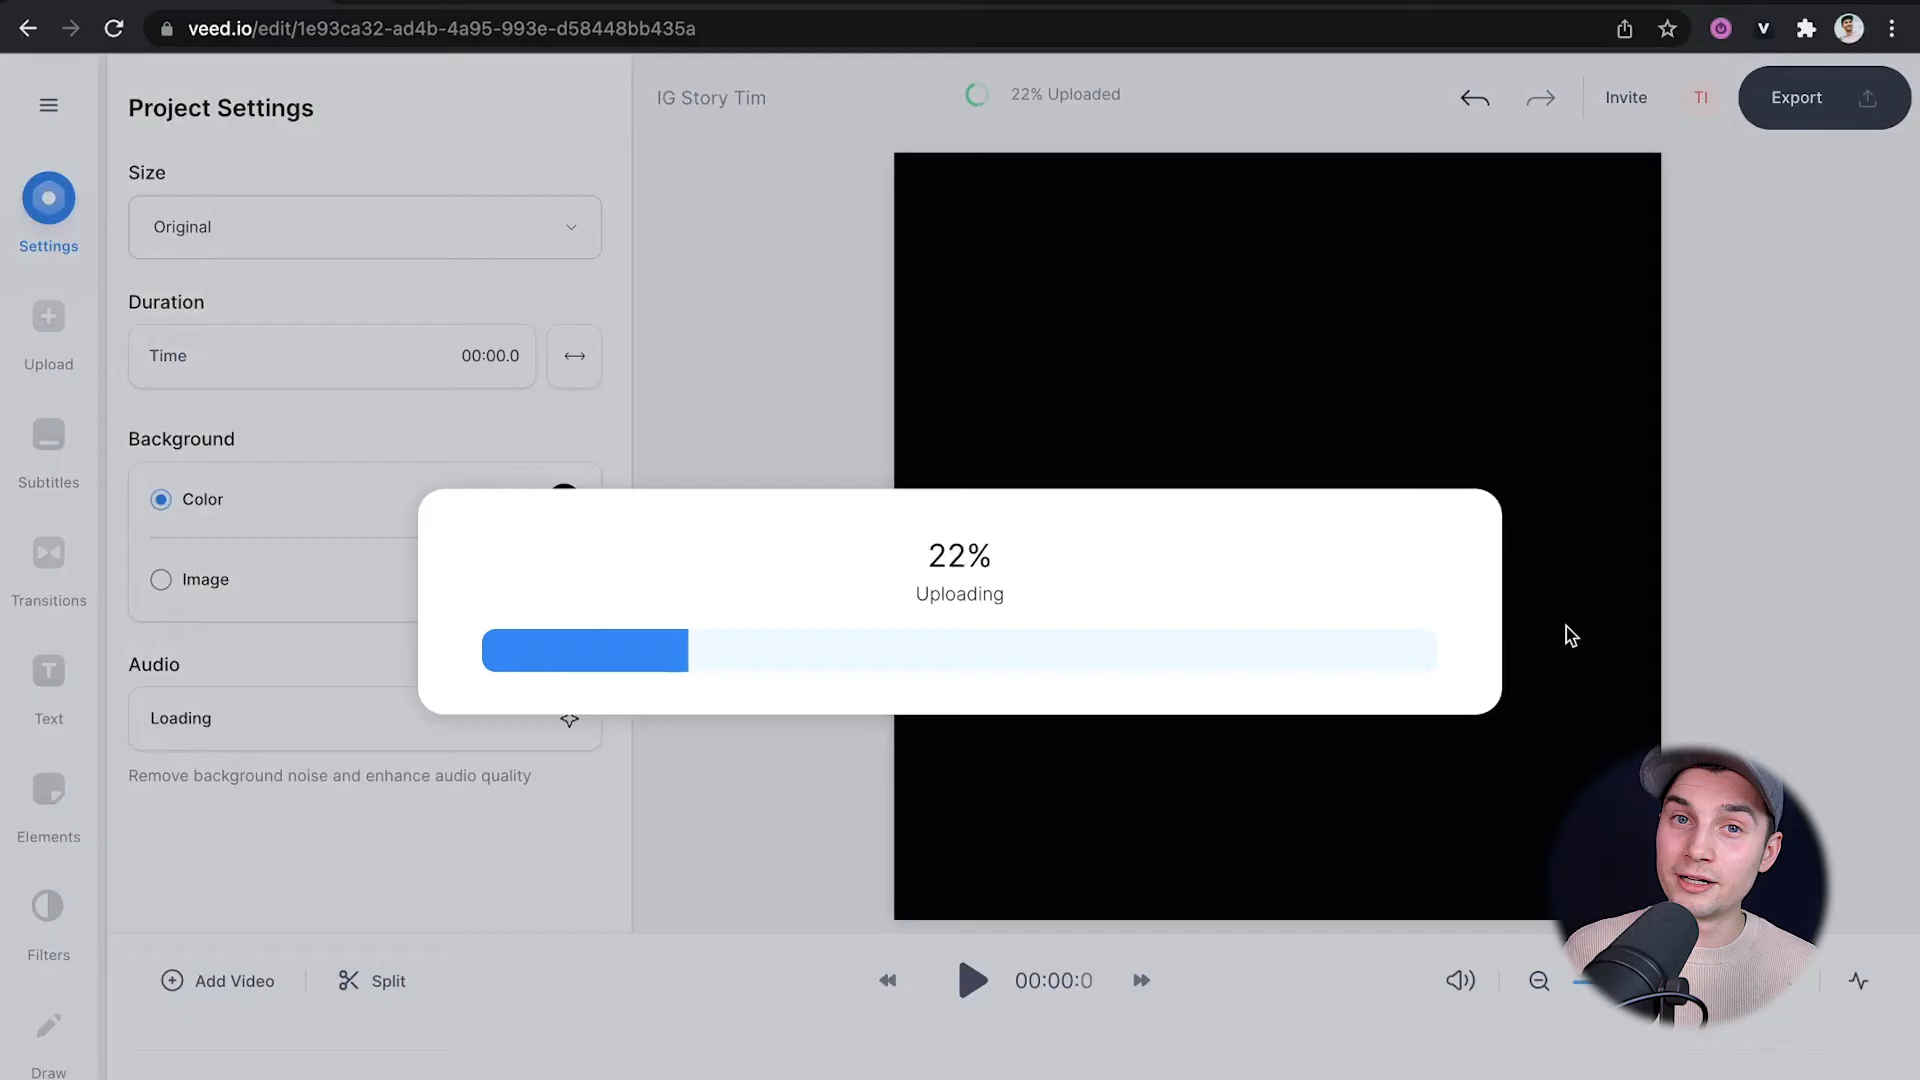 veed.io/edit/1e93ca32-ad4b-4a95-993e-d58448bb435a
V
Project Settings
IG Story Tim
22% Uploaded
Invite
TI
Export
Size
Original
Settings
Duration
Time
00:00.0
Upload
Background
Color
Subtitles
22%
Image
Uploading
Transitions
Audio
Loading
Text
Remove background noise and enhance audio quality
Elements
Filters
Add Video
Split
00:00:0
Draw